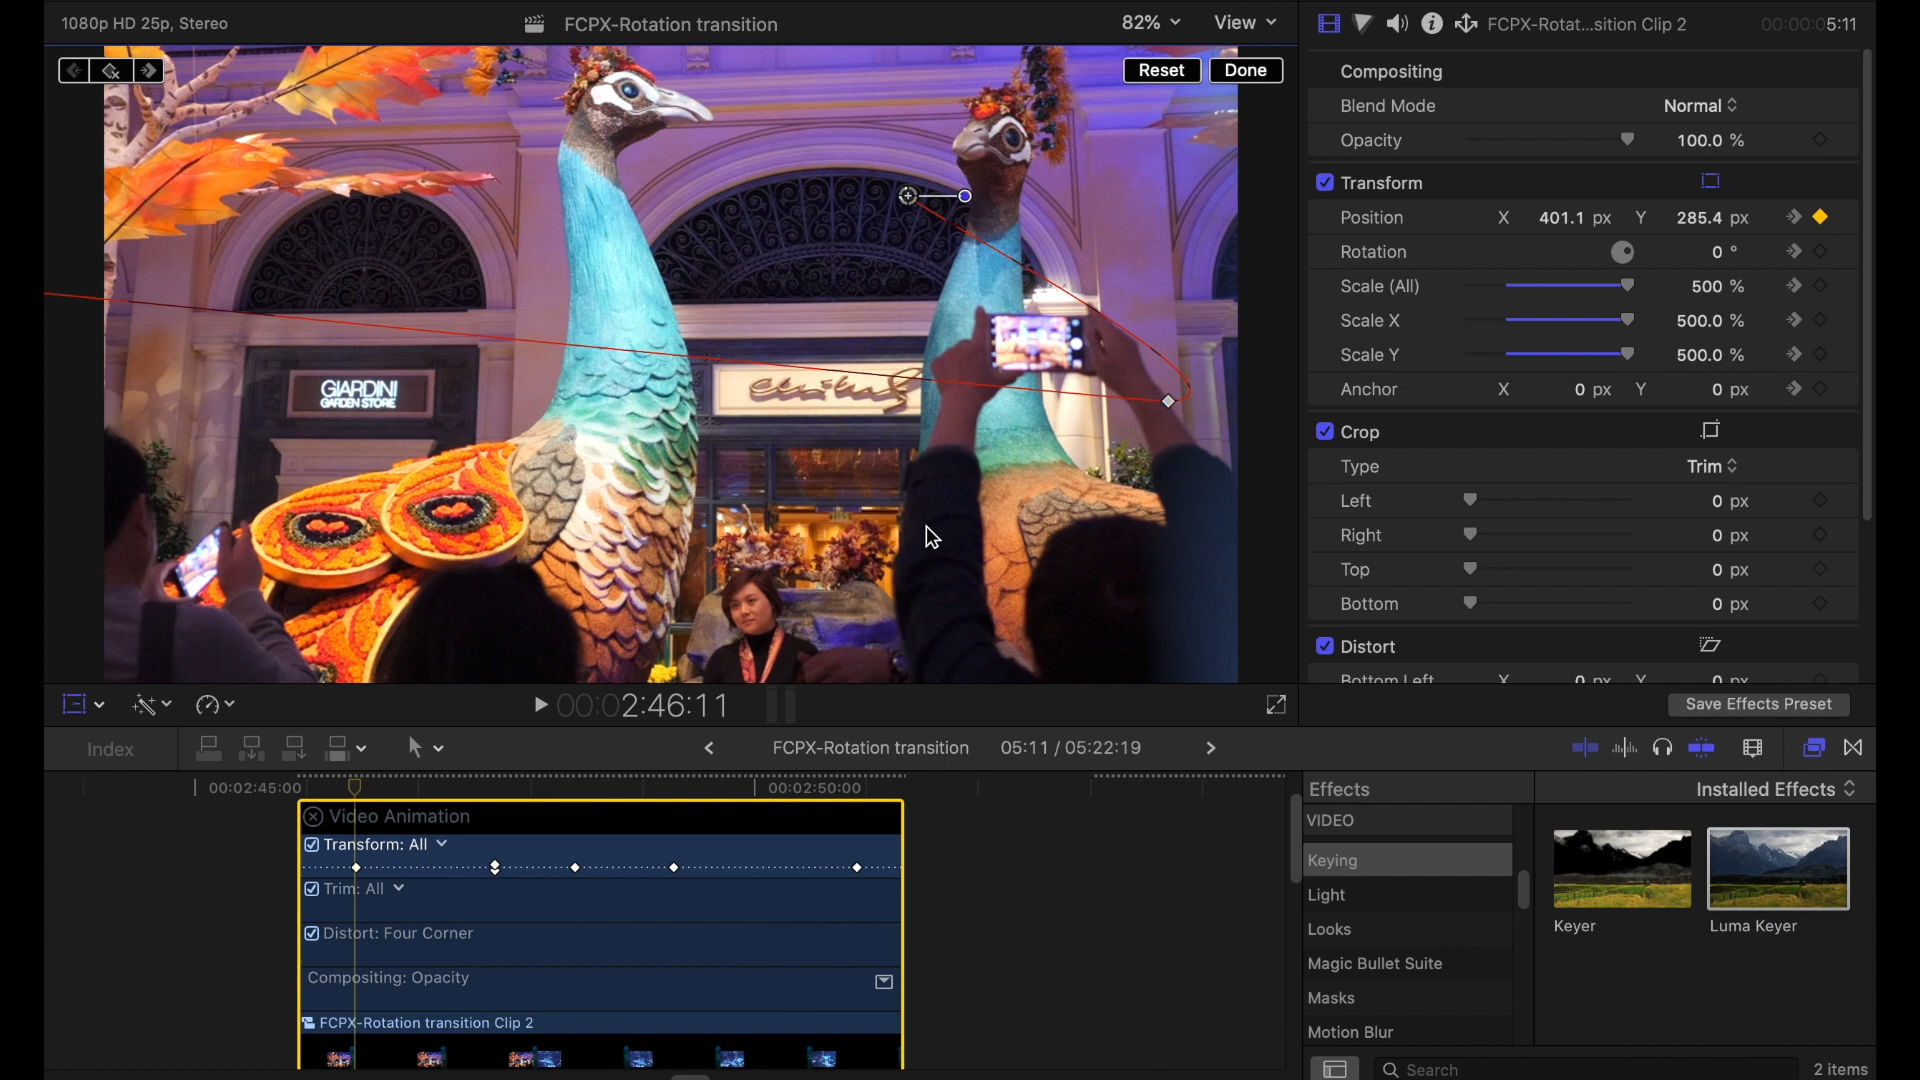 1080p HD 25p, Stereo
FCPX-Rotation transition
82%
View
FCPX-Rotat...sition Clip 2
00:00:05:11
Reset
Done
GIARDINI
GARDEN STORE
Compositing
Blend Mode
Normal
Opacity
100.0 %
Transform
Position X 401.1 px Y 285.4 px
Rotation 0 °
Scale (All) 500 %
Scale X 500.0 %
Scale Y 500.0 %
Anchor X 0 px Y 0 px
Crop
Type Trim
Left 0 px
Right 0 px
Top 0 px
Bottom 0 px
Distort
Bottom Left X 0 px Y 0 px
00:02:46:11
Save Effects Preset
Index
FCPX-Rotation transition 05:11 / 05:22:19
00:02:45:00
00:02:50:00
Video Animation
Transform: All
Trim: All
Distort: Four Corner
Compositing: Opacity
FCPX-Rotation transition Clip 2
Effects
Installed Effects
VIDEO
Keying
Light
Looks
Magic Bullet Suite
Masks
Motion Blur
Keyer
Luma Keyer
Search
2 items